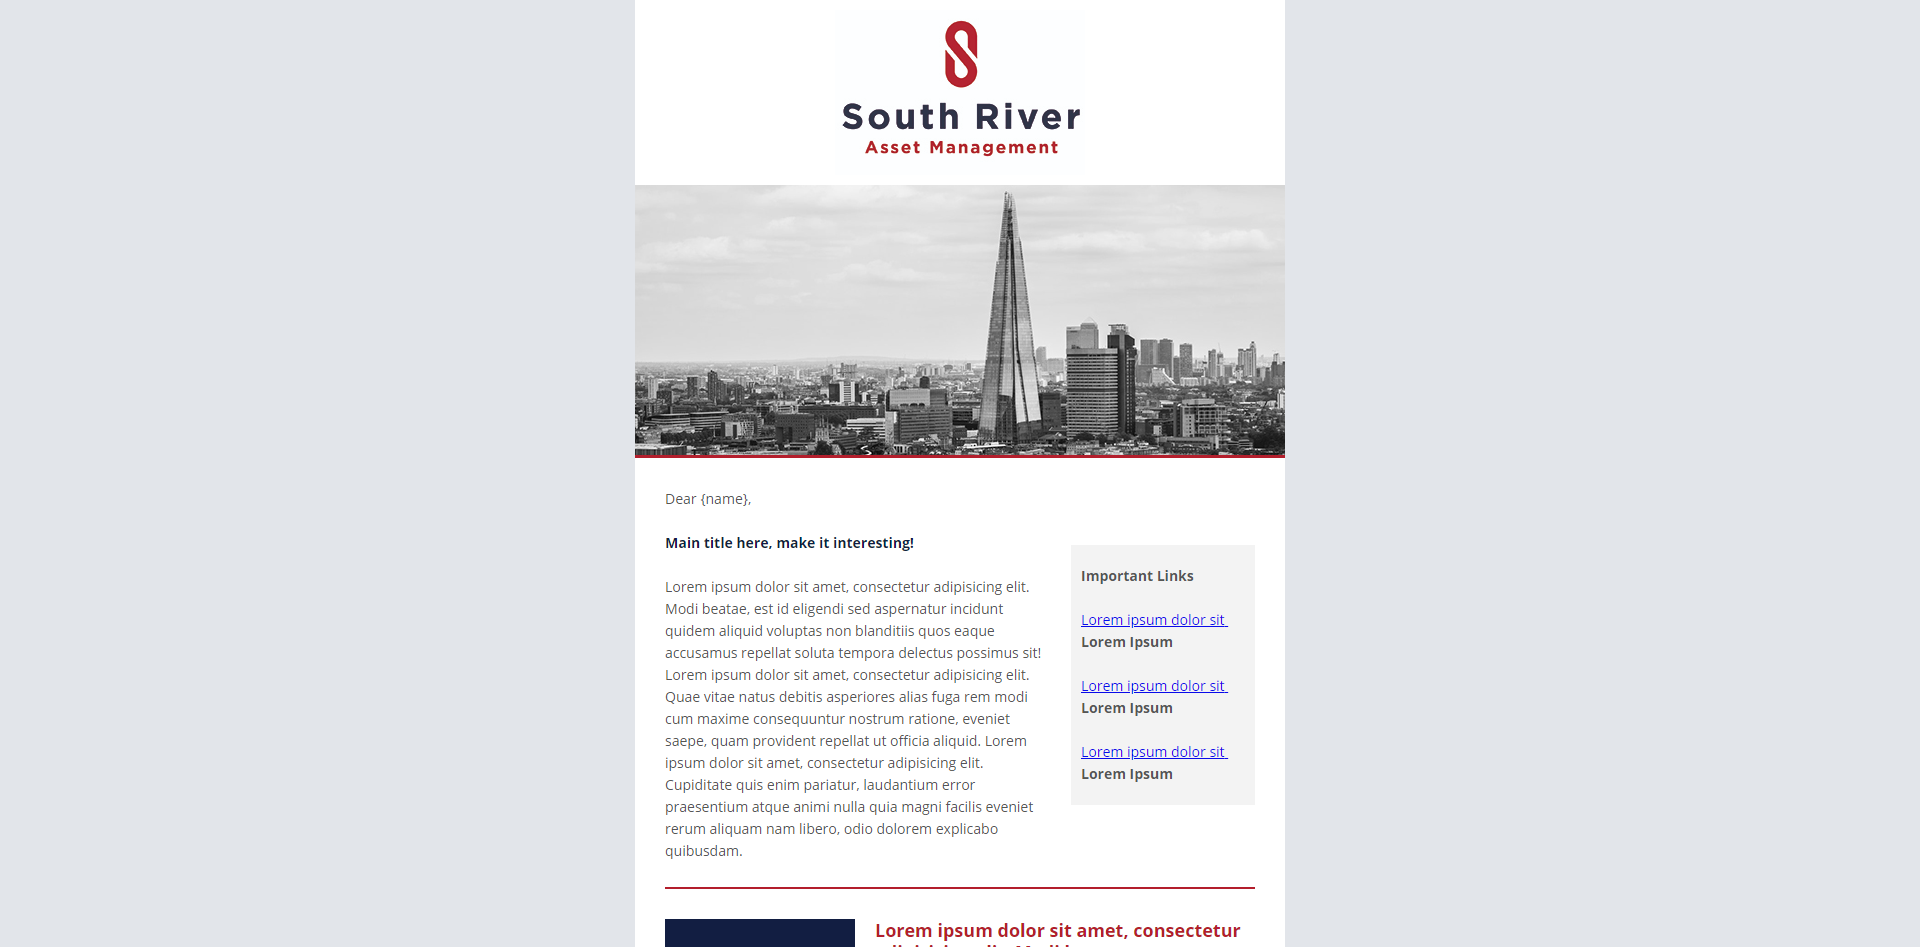 South River
Asset Management
Dear {name},
Main title here, make it interesting!
Lorem ipsum dolor sit amet, consectetur adipisicing elit.
Modi beatae, est id eligendi sed aspernatur incidunt
quidem aliquid voluptas non blanditiis quos eaque
accusamus repellat soluta tempora delectus possimus sit!
Lorem ipsum dolor sit amet, consectetur adipisicing elit.
Quae vitae natus debitis asperiores alias fuga rem modi
cum maxime consequuntur nostrum ratione, eveniet
saepe, quam provident repellat ut officia aliquid. Lorem
ipsum dolor sit amet, consectetur adipisicing elit.
Cupiditate quis enim pariatur, laudantium error
praesentium atque animi nulla quia magni facilis eveniet
rerum aliquam nam libero, odio dolorem explicabo
quibusdam.
Important Links
Lorem ipsum dolor sit
Lorem Ipsum
Lorem ipsum dolor sit
Lorem Ipsum
Lorem ipsum dolor sit
Lorem Ipsum
Lorem ipsum dolor sit amet, consectetur